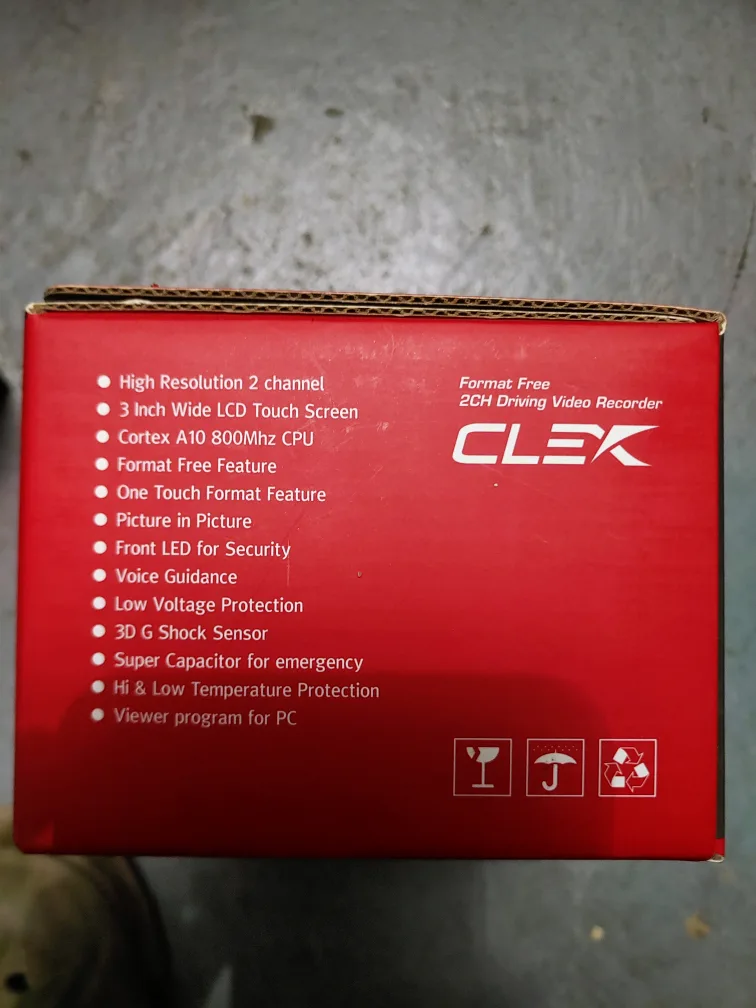 ● High Resolution 2 channel
● 3 Inch Wide LCD Touch Screen
● Cortex A10 800Mhz CPU
● Format Free Feature
● One Touch Format Feature
● Picture in Picture
● Front LED for Security
● Voice Guidance
● Low Voltage Protection
● 3D G Shock Sensor
● Super Capacitor for emergency
● Hi & Low Temperature Protection
● Viewer program for PC
Format Free
2CH Driving Video Recorder
CLEK